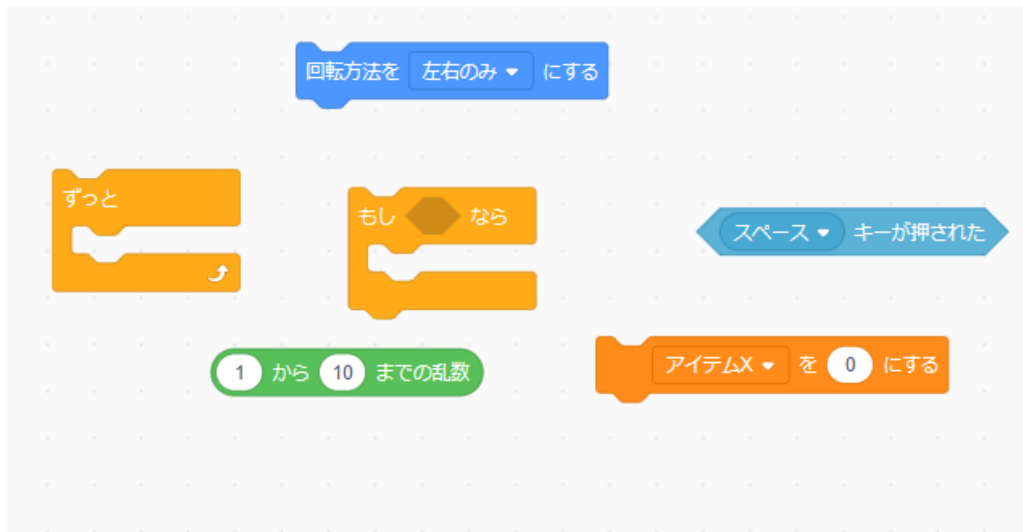 回転方法を 左右のみ にする
ずっと
もし なら
スペース キーが押された
1 から 10 までの乱数
アイテムX を 0 にする